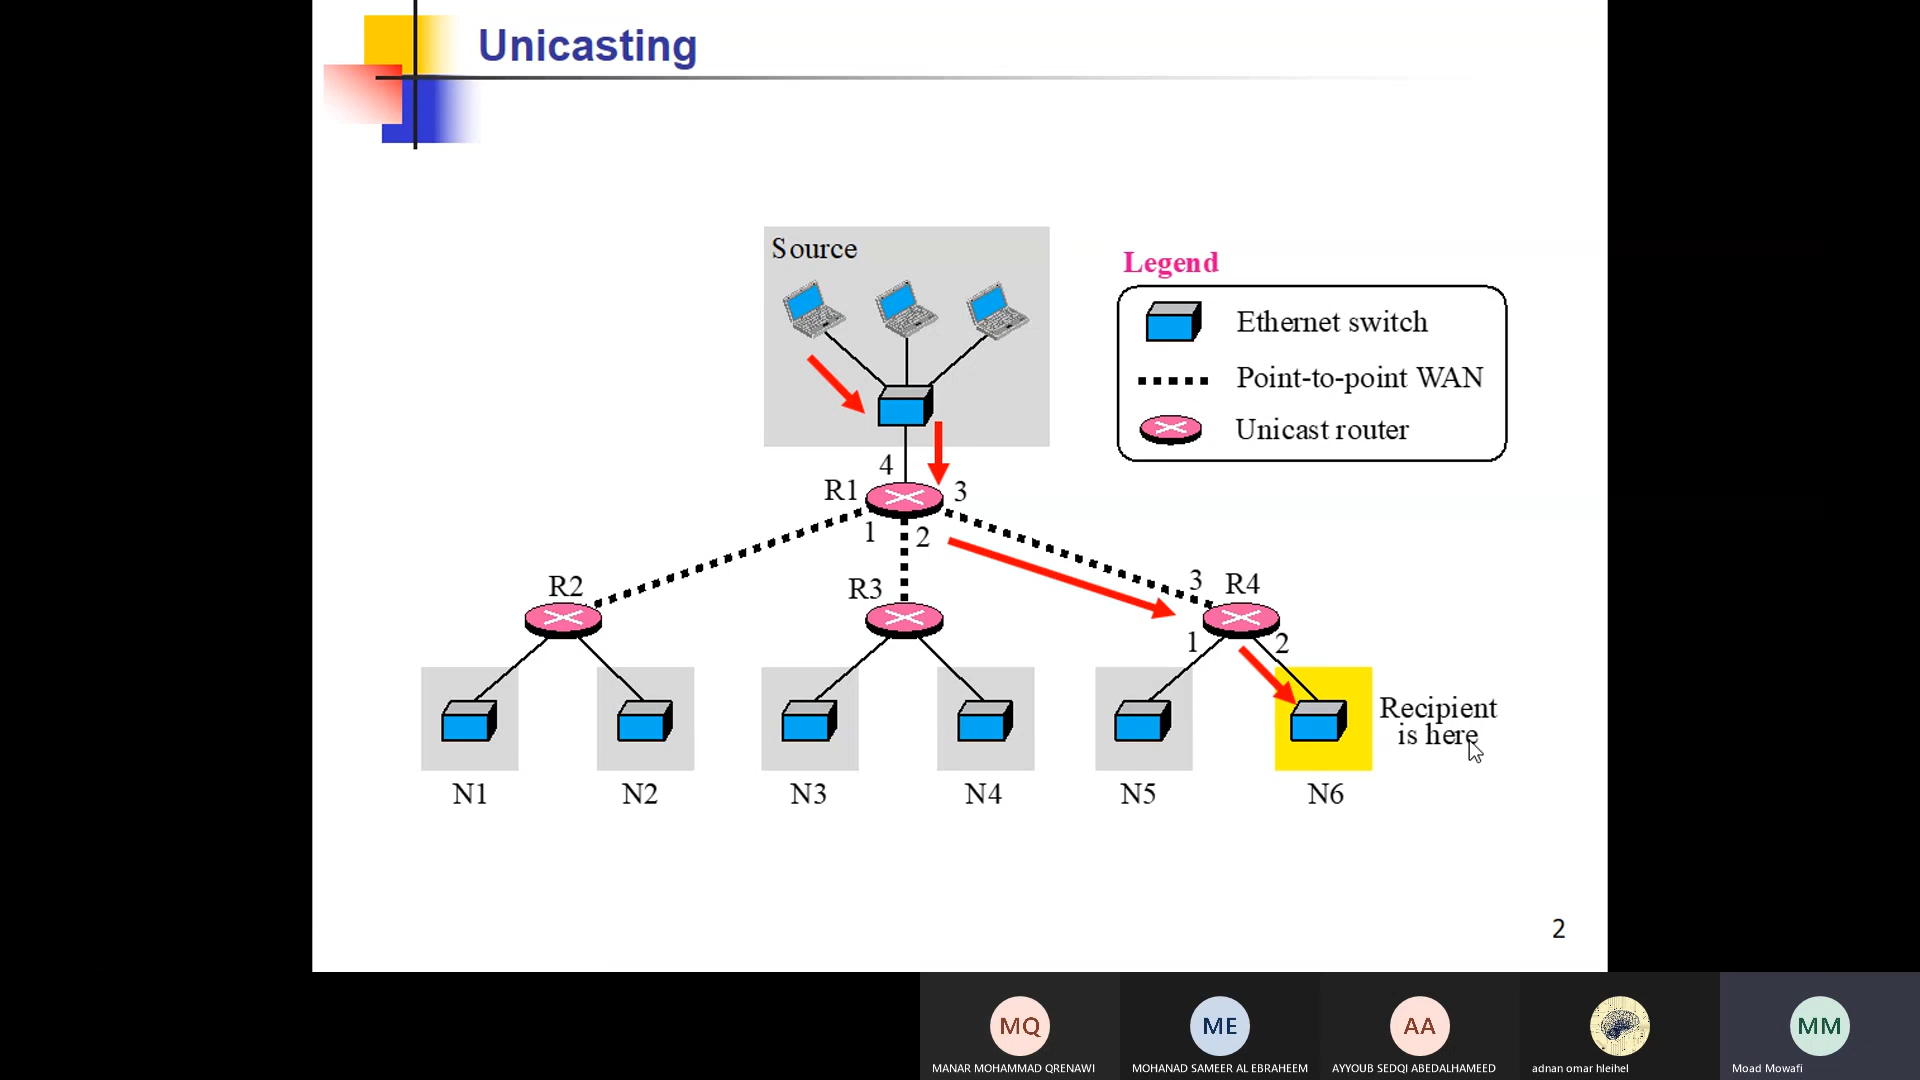 Unicasting
Source
Legend
Ethernet switch
Point-to-point WAN
Unicast router
4
R1
3
1
2
R2
R3
3
R4
1
2
Recipient
is here
N1
N2
N3
N4
N5
N6
2
MQ
ME
AA
MM
MANAR MOHAMMAD QRENAWI
MOHANAD SAMEER AL EBRAHEEM
AYYOUB SEDQI ABEDALHAMEED
adnan omar hleihel
Moad Mowafi